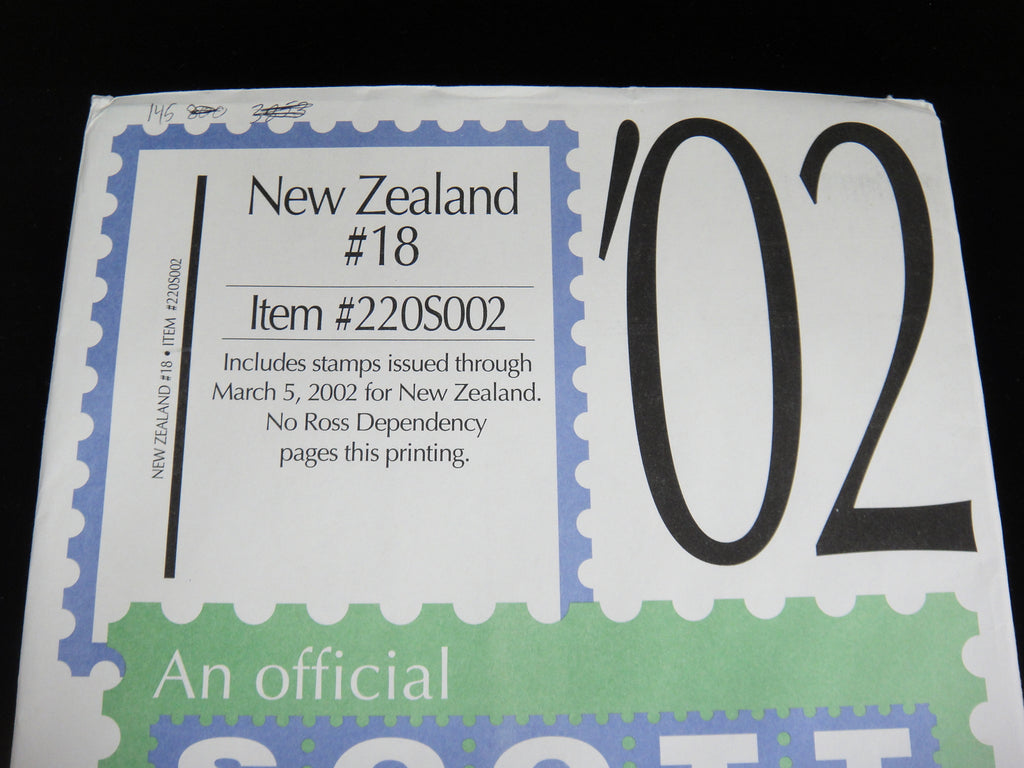 145
New Zealand
#18
Item #220S002
Includes stamps issued through
March 5, 2002 for New Zealand.
No Ross Dependency
pages this printing.
NEW ZEALAND #18 • ITEM #220S002
'02
An official
SCOTT